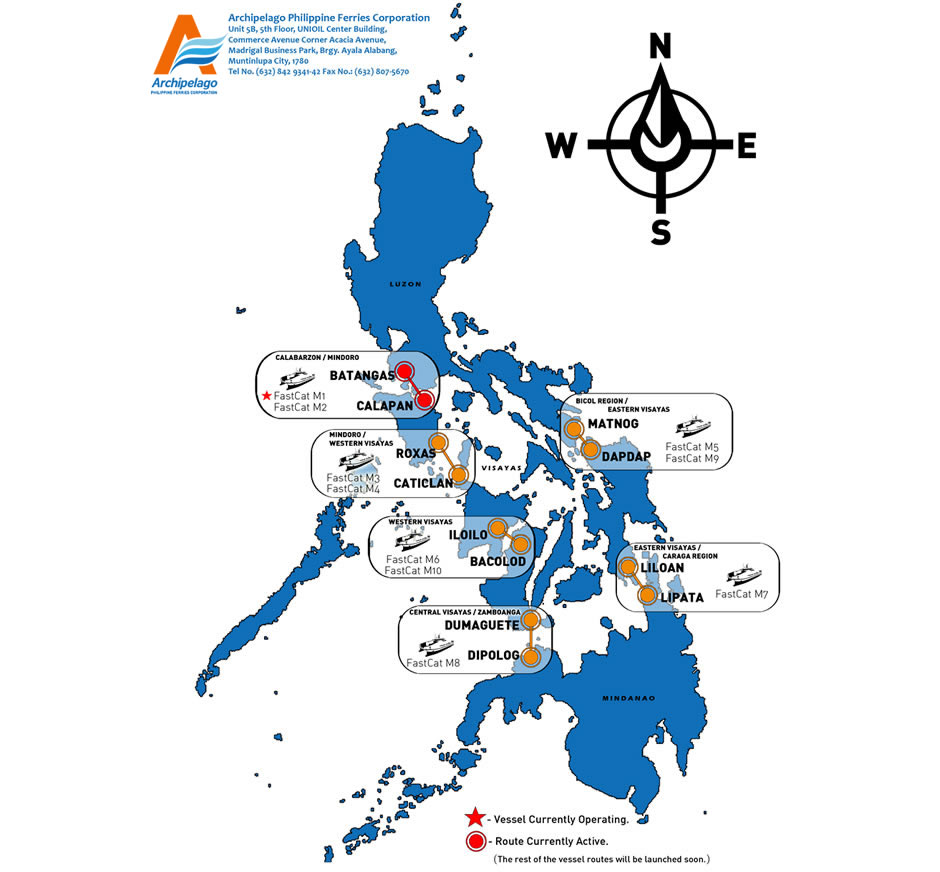 Archipelago Philippine Ferries Corporation
Unit 5B, 5th Floor, UNIOIL Center Building,
Commerce Avenue Corner Acacia Avenue,
Madrigal Business Park, Brgy. Ayala Alabang,
Muntinlupa City, 1780
Tel No. (632) 842 9341-42 Fax No.: (632) 807-5670
Archipelago
PHILIPPINE FERRIES CORPORATION
N
W
E
S
LUZON
CALABARZON / MINDORO
BATANGAS
FastCat M1
FastCat M2
CALAPAN
BICOL REGION /
EASTERN VISAYAS
MATNOG
DAPDAP
FastCat M5
FastCat M9
MINDORO /
WESTERN VISAYAS
ROXAS
CATICLAN
FastCat M3
FastCat M4
VISAYAS
WESTERN VISAYAS
ILOILO
BACOLOD
FastCat M6
FastCat M10
EASTERN VISAYAS /
CARAGA REGION
LILOAN
LIPATA
FastCat M7
CENTRAL VISAYAS / ZAMBOANGA
DUMAGUETE
DIPOLOG
FastCat M8
MINDANAO
- Vessel Currently Operating.
- Route Currently Active.
(The rest of the vessel routes will be launched soon.)